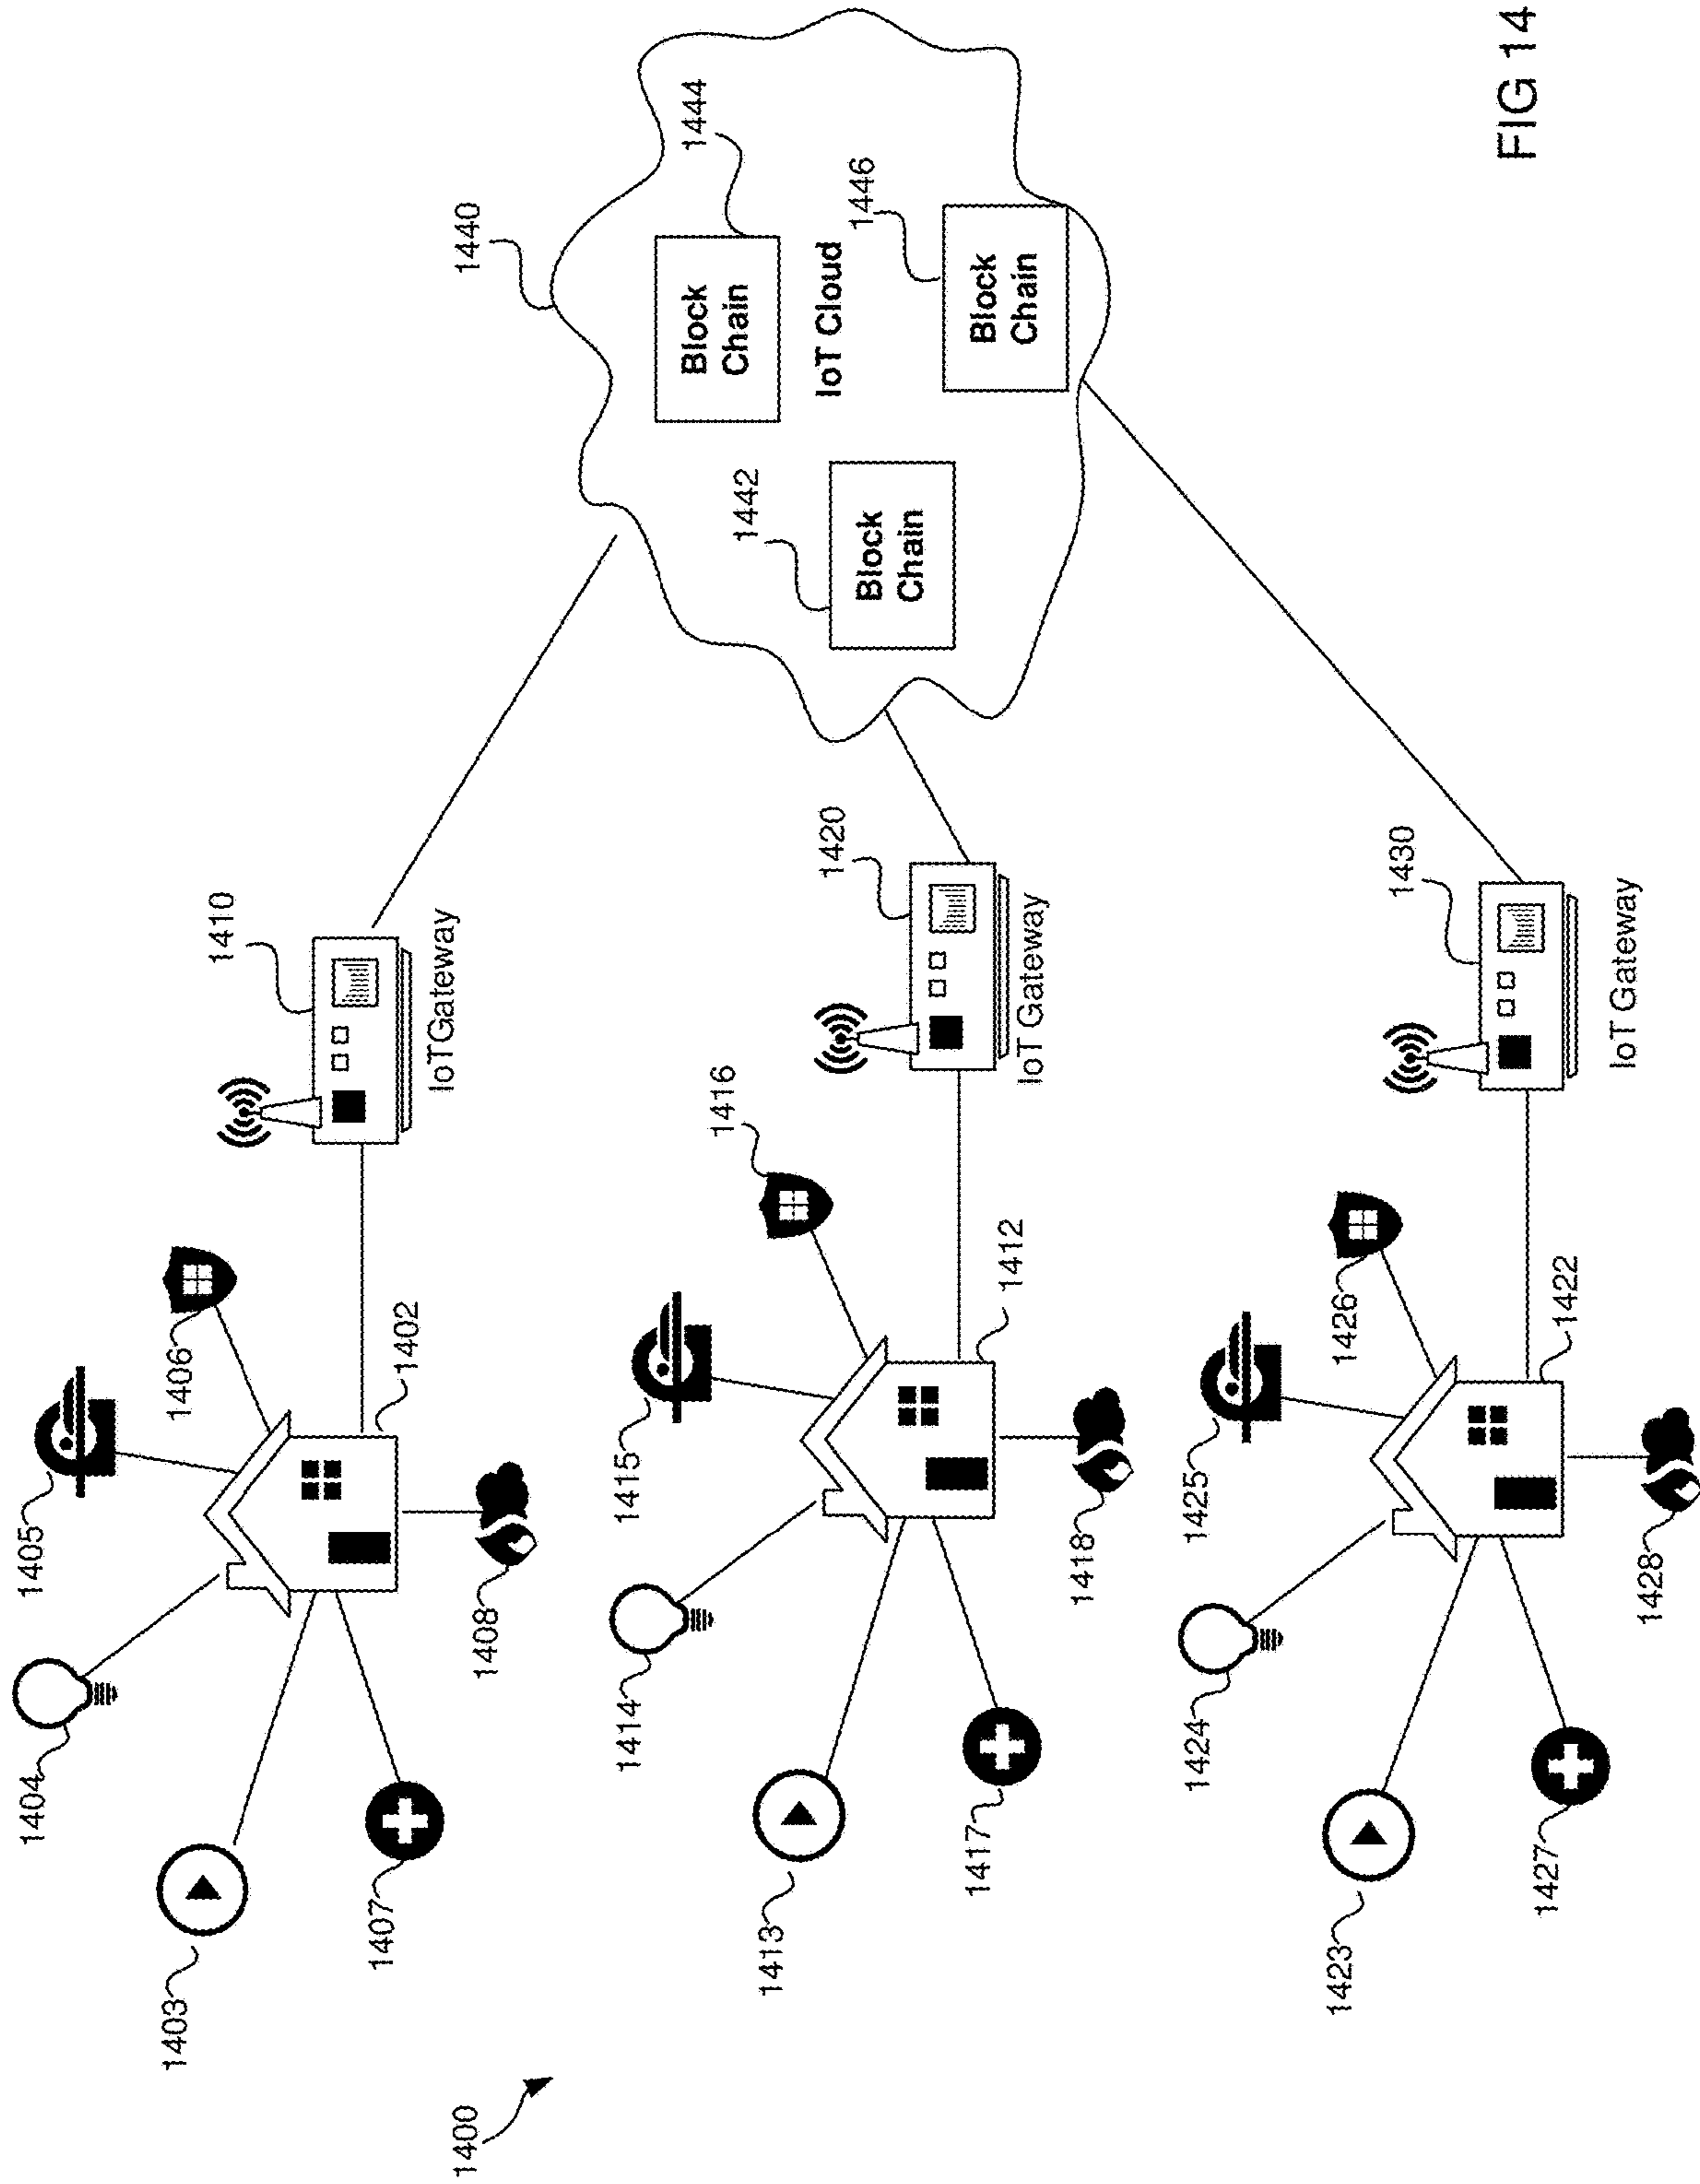 1400
1403
1404
1405
1406
1407
1408
1402
1410
IoTGateway
1413
1414
1415
1416
1417
1418
1412
1420
IoT Gateway
1423
1424
1425
1426
1427
1428
1422
1430
IoT Gateway
1440
1444
Block
Chain
IoT Cloud
1442
Block
Chain
1446
Block
Chain
FIG 14